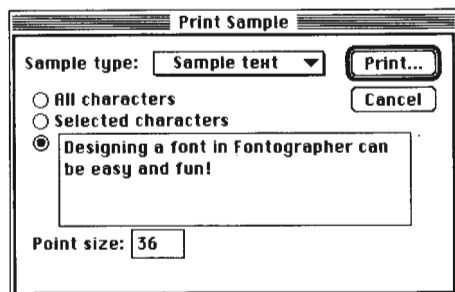 Print Sample
Sample type: Sample text Print...
All characters Cancel
Selected characters
Designing a font in Fontographer can
be easy and fun!
Point size: 36